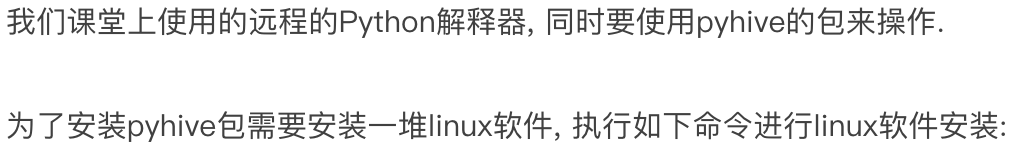 我们课堂上使用的远程的Python解释器, 同时要使用pyhive的包来操作.
为了安装pyhive包需要安装一堆linux软件, 执行如下命令进行linux软件安装: